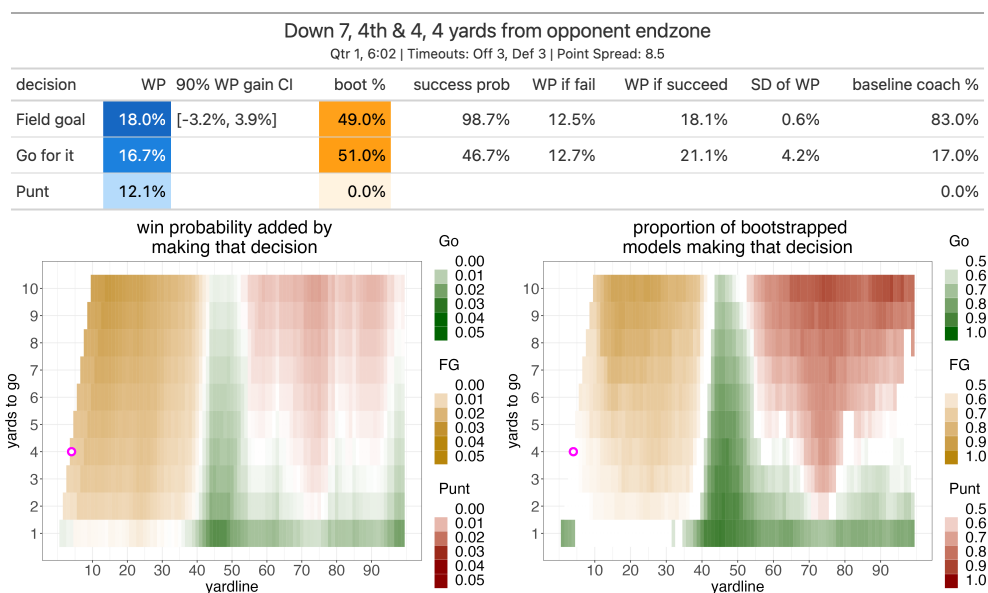 Down 7, 4th & 4, 4 yards from opponent endzone
Qtr 1, 6:02 | Timeouts: Off 3, Def 3 | Point Spread: 8.5
decision WP 90% WP gain CI boot % success prob WP if fail WP if succeed SD of WP baseline coach %
Field goal 18.0% [-3.2%, 3.9%] 49.0% 98.7% 12.5% 18.1% 0.6% 83.0%
Go for it 16.7% 51.0% 46.7% 12.7% 21.1% 4.2% 17.0%
Punt 12.1% 0.0% 0.0%
win probability added by
making that decision
yards to go
10
9
8
7
6
5
4
3
2
1
10 20 30 40 50 60 70 80 90
yardline
Go
0.00
0.01
0.02
0.03
0.04
0.05
FG
0.00
0.01
0.02
0.03
0.04
0.05
Punt
0.00
0.01
0.02
0.03
0.04
0.05
proportion of bootstrapped
models making that decision
yards to go
10
9
8
7
6
5
4
3
2
1
10 20 30 40 50 60 70 80 90
yardline
Go
0.5
0.6
0.7
0.8
0.9
1.0
FG
0.5
0.6
0.7
0.8
0.9
1.0
Punt
0.5
0.6
0.7
0.8
0.9
1.0